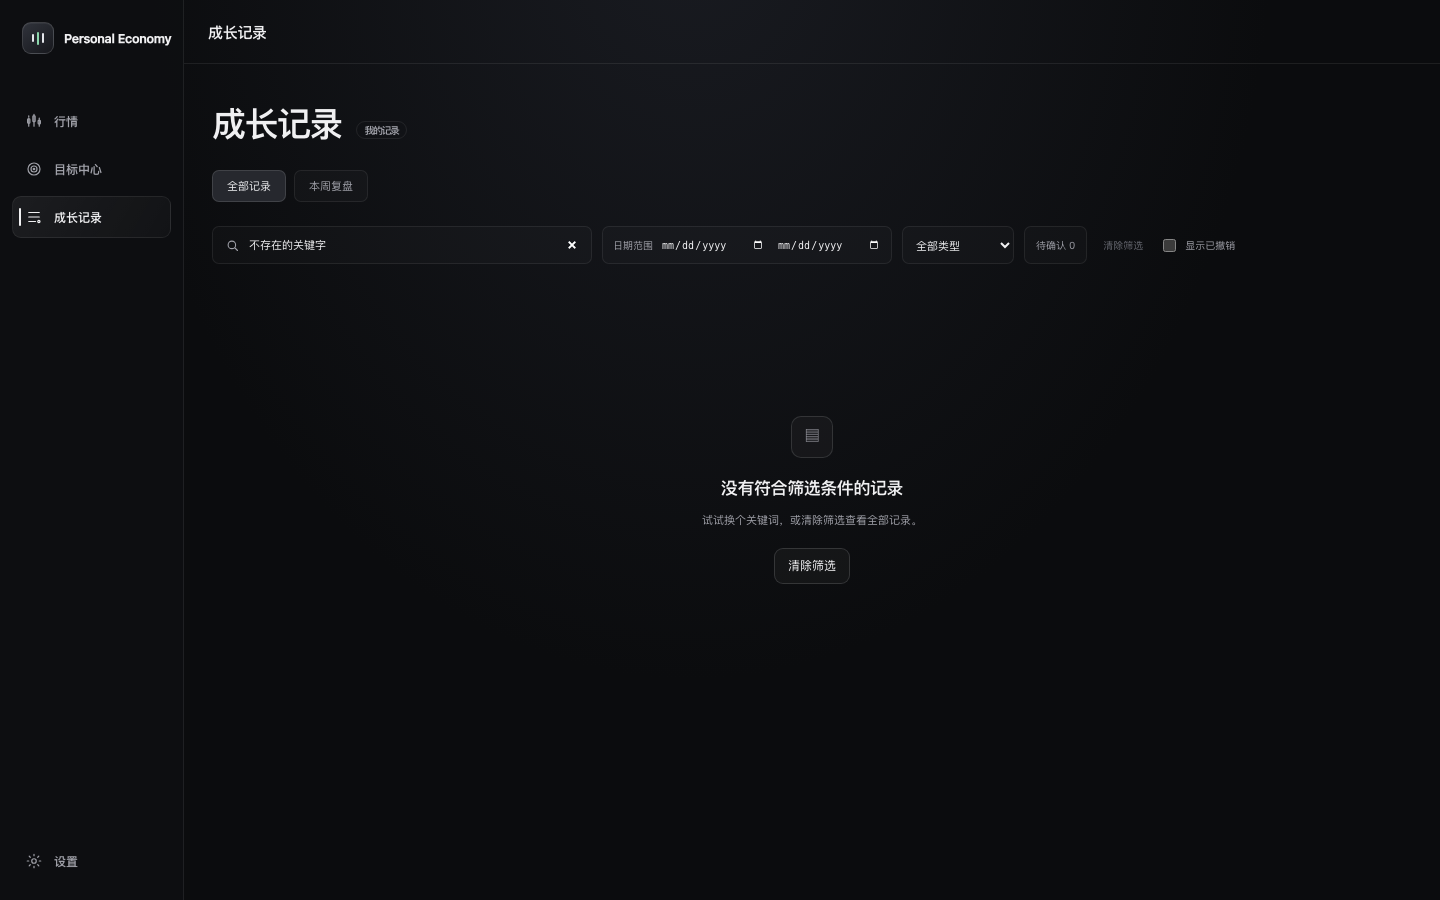 Personal Economy
成长记录
行情
目标中心
成长记录
设置
成长记录 我的记录
全部记录 本周复盘
不存在的关键字 日期范围 mm/dd/yyyy mm/dd/yyyy 全部类型 待确认 0 清除筛选 显示已撤销
没有符合筛选条件的记录
试试换个关键词，或清除筛选查看全部记录。
清除筛选